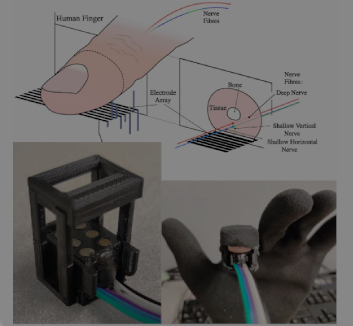 Human Finger
Nerve
Fibres
Electrode
Array
Bone
Tissue
Nerve
Fibres:
Deep Nerve
Shallow Vertical
Nerve
Shallow Horizontal
Nerve